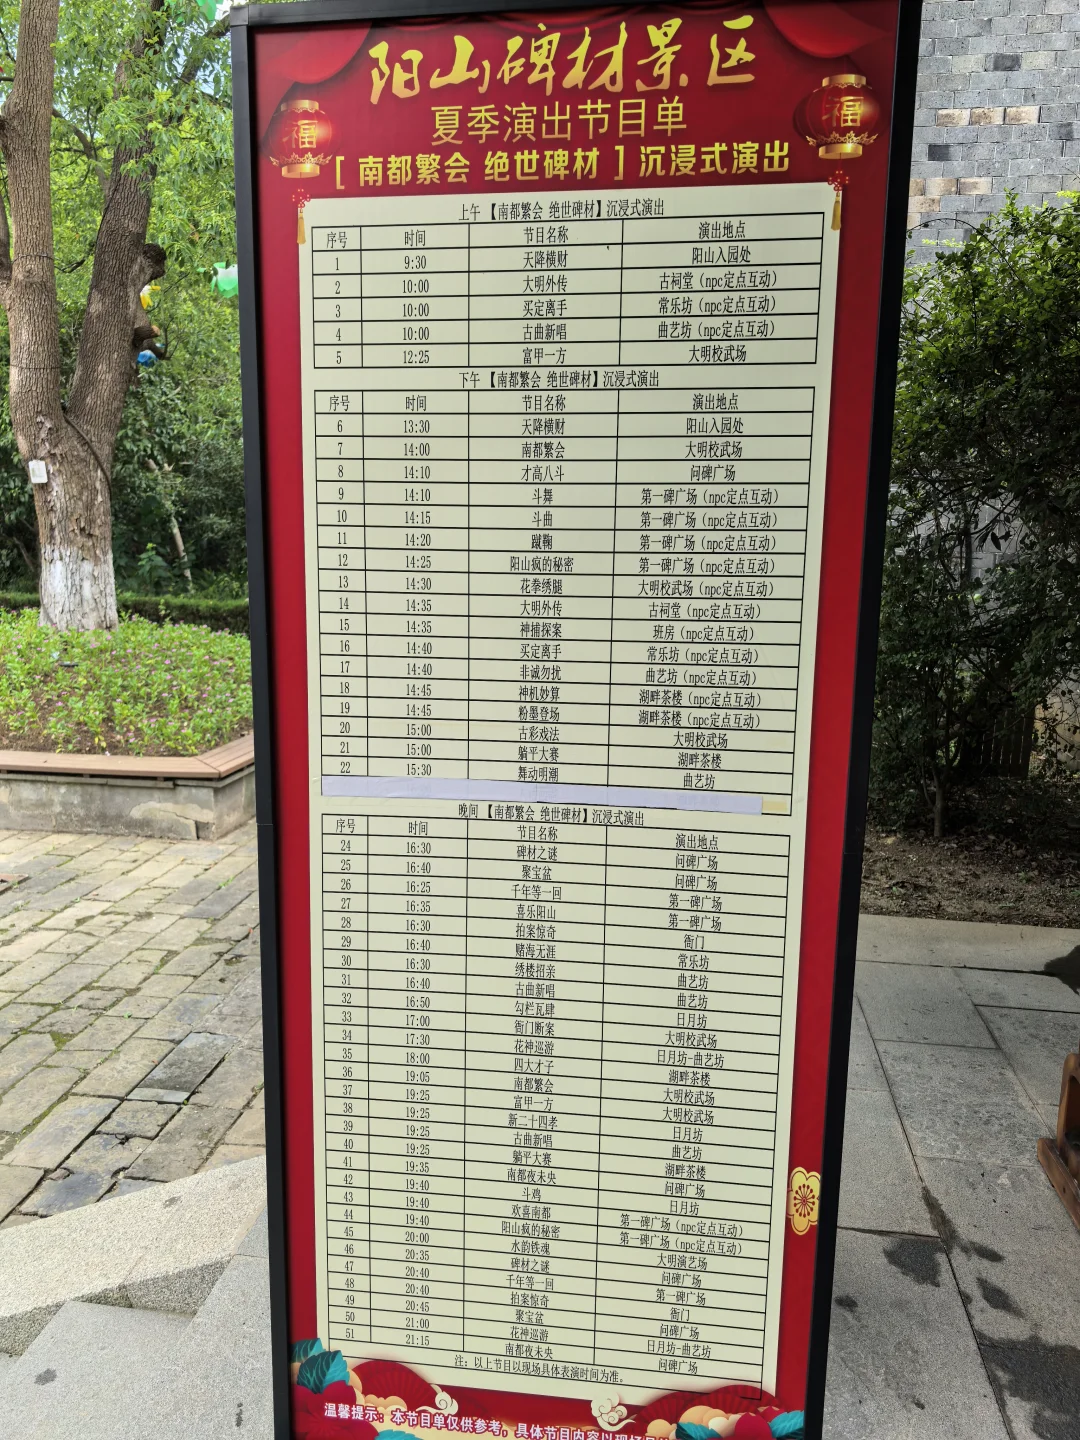 福
福
阳山碑材景区
夏季演出节目单
[ 南都繁会 绝世碑材 ] 沉浸式演出
上午 【南都繁会 绝世碑材】沉浸式演出
序号 时间 节目名称 演出地点
1 9:30 天降横财 阳山入园处
2 10:00 大明外传 古祠堂（npc定点互动）
3 10:00 买定离手 常乐坊（npc定点互动）
4 10:00 古曲新唱 曲艺坊（npc定点互动）
5 12:25 富甲一方 大明校武场
下午 【南都繁会 绝世碑材】沉浸式演出
序号 时间 节目名称 演出地点
6 13:30 天降横财 阳山入园处
7 14:00 南都繁会 大明校武场
8 14:10 才高八斗 问碑广场
9 14:10 斗舞 第一碑广场（npc定点互动）
10 14:15 斗曲 第一碑广场（npc定点互动）
11 14:20 蹴鞠 第一碑广场（npc定点互动）
12 14:25 阳山疯的秘密 第一碑广场（npc定点互动）
13 14:30 花拳绣腿 大明校武场（npc定点互动）
14 14:35 大明外传 古祠堂（npc定点互动）
15 14:35 神捕探案 班房（npc定点互动）
16 14:40 买定离手 常乐坊（npc定点互动）
17 14:40 非诚勿扰 曲艺坊（npc定点互动）
18 14:45 神机妙算 湖畔茶楼（npc定点互动）
19 14:45 粉墨登场 湖畔茶楼（npc定点互动）
20 15:00 古彩戏法 大明校武场
21 15:00 躺平大赛 湖畔茶楼
22 15:30 舞动明潮 曲艺坊
晚间 【南都繁会 绝世碑材】沉浸式演出
序号 时间 节目名称 演出地点
24 16:30 碑材之谜 问碑广场
25 16:40 聚宝盆 问碑广场
26 16:25 千年等一回 第一碑广场
27 16:35 喜乐阳山 第一碑广场
28 16:30 拍案惊奇 衙门
29 16:40 赌海无涯 常乐坊
30 16:30 绣楼招亲 曲艺坊
31 16:40 古曲新唱 曲艺坊
32 16:50 勾栏瓦肆 日月坊
33 17:00 衙门断案 大明校武场
34 17:30 花神巡游 日月坊-曲艺坊
35 18:00 四大才子 湖畔茶楼
36 19:05 南都繁会 大明校武场
37 19:25 富甲一方 大明校武场
38 19:25 新二十四孝 日月坊
39 19:25 古曲新唱 曲艺坊
40 19:25 躺平大赛 湖畔茶楼
41 19:35 南都夜未央 问碑广场
42 19:40 斗鸡 日月坊
43 19:40 欢喜南都 第一碑广场（npc定点互动）
44 19:40 阳山疯的秘密 第一碑广场（npc定点互动）
45 20:00 水韵铁魂 大明演艺场
46 20:35 碑材之谜 问碑广场
47 20:40 千年等一回 第一碑广场
48 20:40 拍案惊奇 衙门
49 20:45 聚宝盆 问碑广场
50 21:00 花神巡游 日月坊-曲艺坊
51 21:15 南都夜未央 问碑广场
注：以上节目以现场具体表演时间为准。
温馨提示：本节目单仅供参考，具体节目内容以现场